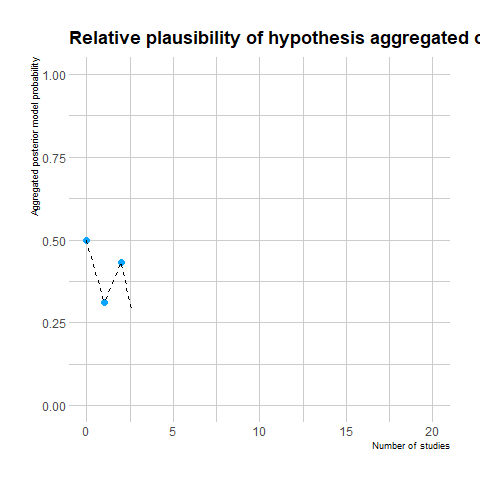 Relative plausibility of hypothesis aggregated o
Aggregated posterior model probability
1.00
0.75
0.50
0.25
0.00
0 5 10 15 20
Number of studies